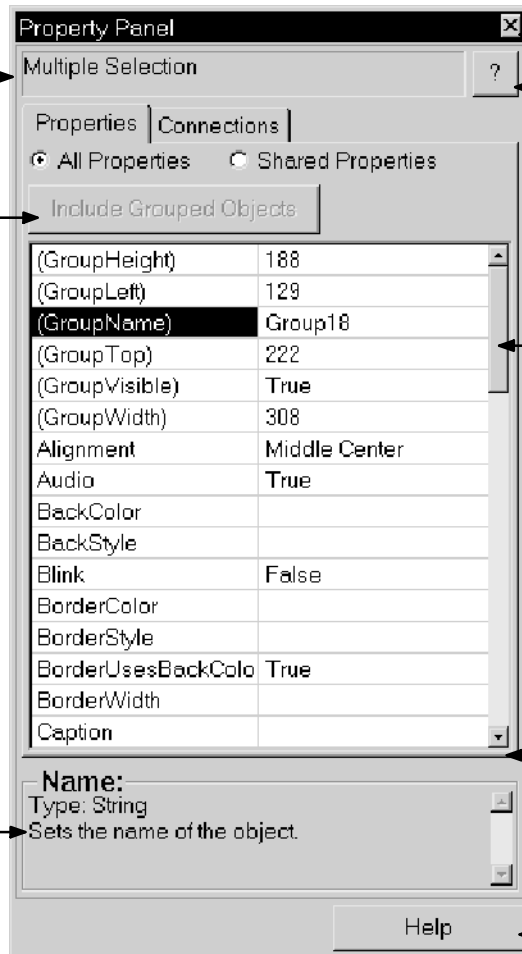 Property Panel
Multiple Selection
?
Properties Connections
All Properties Shared Properties
Include Grouped Objects
(GroupHeight) 188
(GroupLeft) 129
(GroupName) Group18
(GroupTop) 222
(GroupVisible) True
(GroupWidth) 308
Alignment Middle Center
Audio True
BackColor
BackStyle
Blink False
BorderColor
BorderStyle
BorderUsesBackColo True
BorderWidth
Caption
Name:
Type: String
Sets the name of the object.
Help